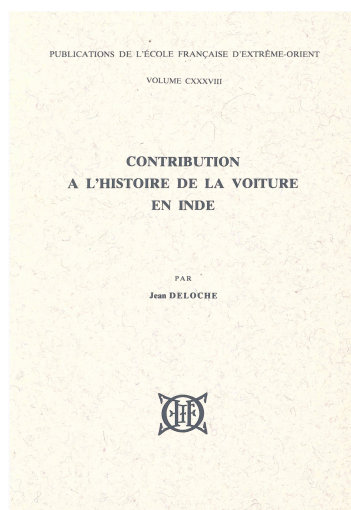 PUBLICATIONS DE L'ÉCOLE FRANÇAISE D'EXTRÊME-ORIENT
VOLUME CXXXVIII
CONTRIBUTION
A L'HISTOIRE DE LA VOITURE
EN INDE
PAR
Jean DELOCHE